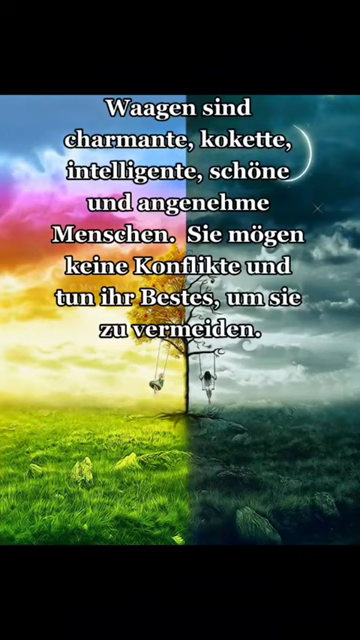 Waagen sind
charmante, kokette,
intelligente, schöne
und angenehme
Menschen. Sie mögen
keine Konflikte und
tun ihr Bestes, um sie
zu vermeiden.